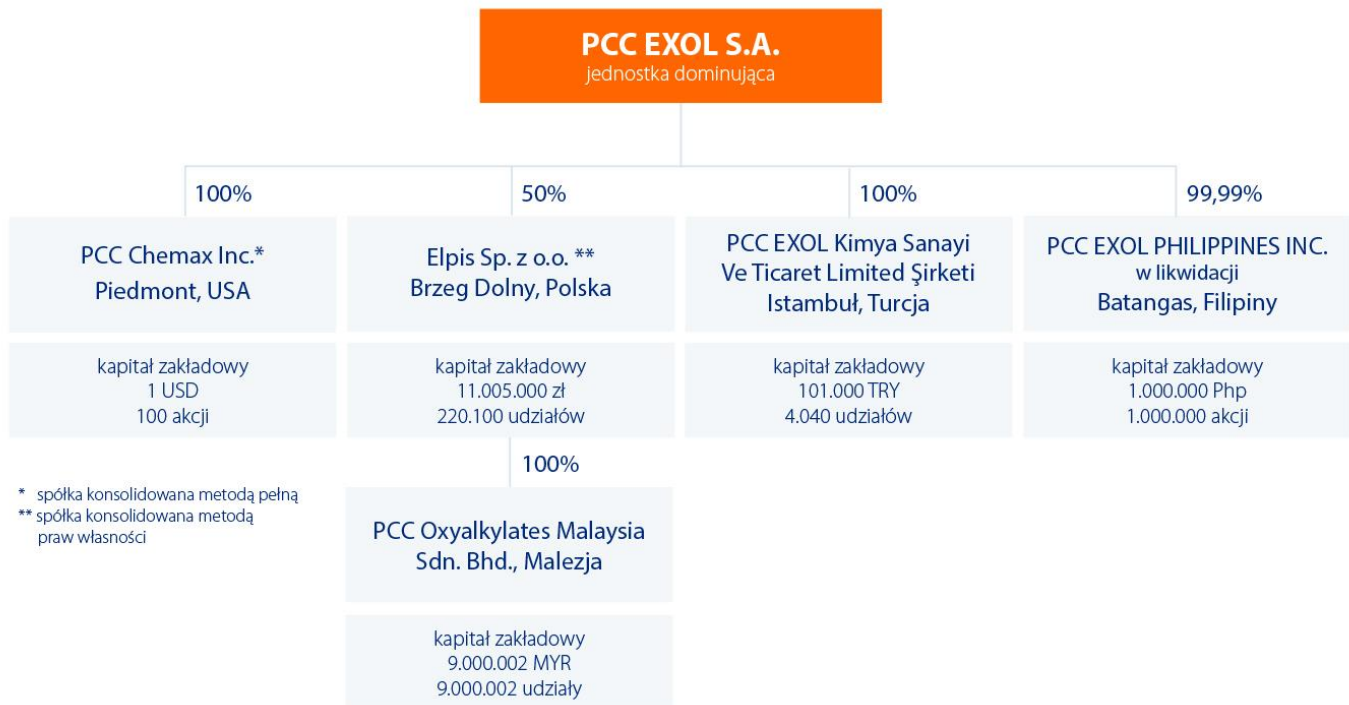 PCC EXOL S.A.
jednostka dominująca
100%
50%
100%
99,99%
PCC Chemax Inc.*
Piedmont, USA
kapitał zakładowy
1 USD
100 akcji
Elpis Sp. z o.o. **
Brzeg Dolny, Polska
kapitał zakładowy
11.005.000 zł
220.100 udziałów
PCC EXOL Kimya Sanayi
Ve Ticaret Limited Şirketi
Istambuł, Turcja
kapitał zakładowy
101.000 TRY
4.040 udziałów
PCC EXOL PHILIPPINES INC.
w likwidacji
Batangas, Filipiny
kapitał zakładowy
1.000.000 Php
1.000.000 akcji
100%
PCC Oxyalkylates Malaysia
Sdn. Bhd., Malezja
kapitał zakładowy
9.000.002 MYR
9.000.002 udziały
* spółka konsolidowana metodą pełną
** spółka konsolidowana metodą
praw własności